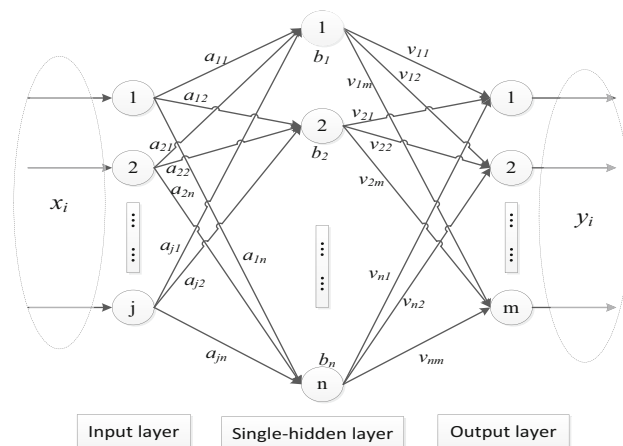 1
b₁
a₁₁
v₁₁
v₁₂
v₁ₘ
1
a₁₂
2
b₂
v₂₁
1
a₂₁
a₂₂
a₂ₙ
v₂₂
v₂ₘ
2
2
xᵢ
yᵢ
aⱼ₁
aⱼ₂
a₁ₙ
vₙ₁
vₙ₂
j
m
aⱼₙ
bₙ
n
vₙₘ
Input layer
Single-hidden layer
Output layer